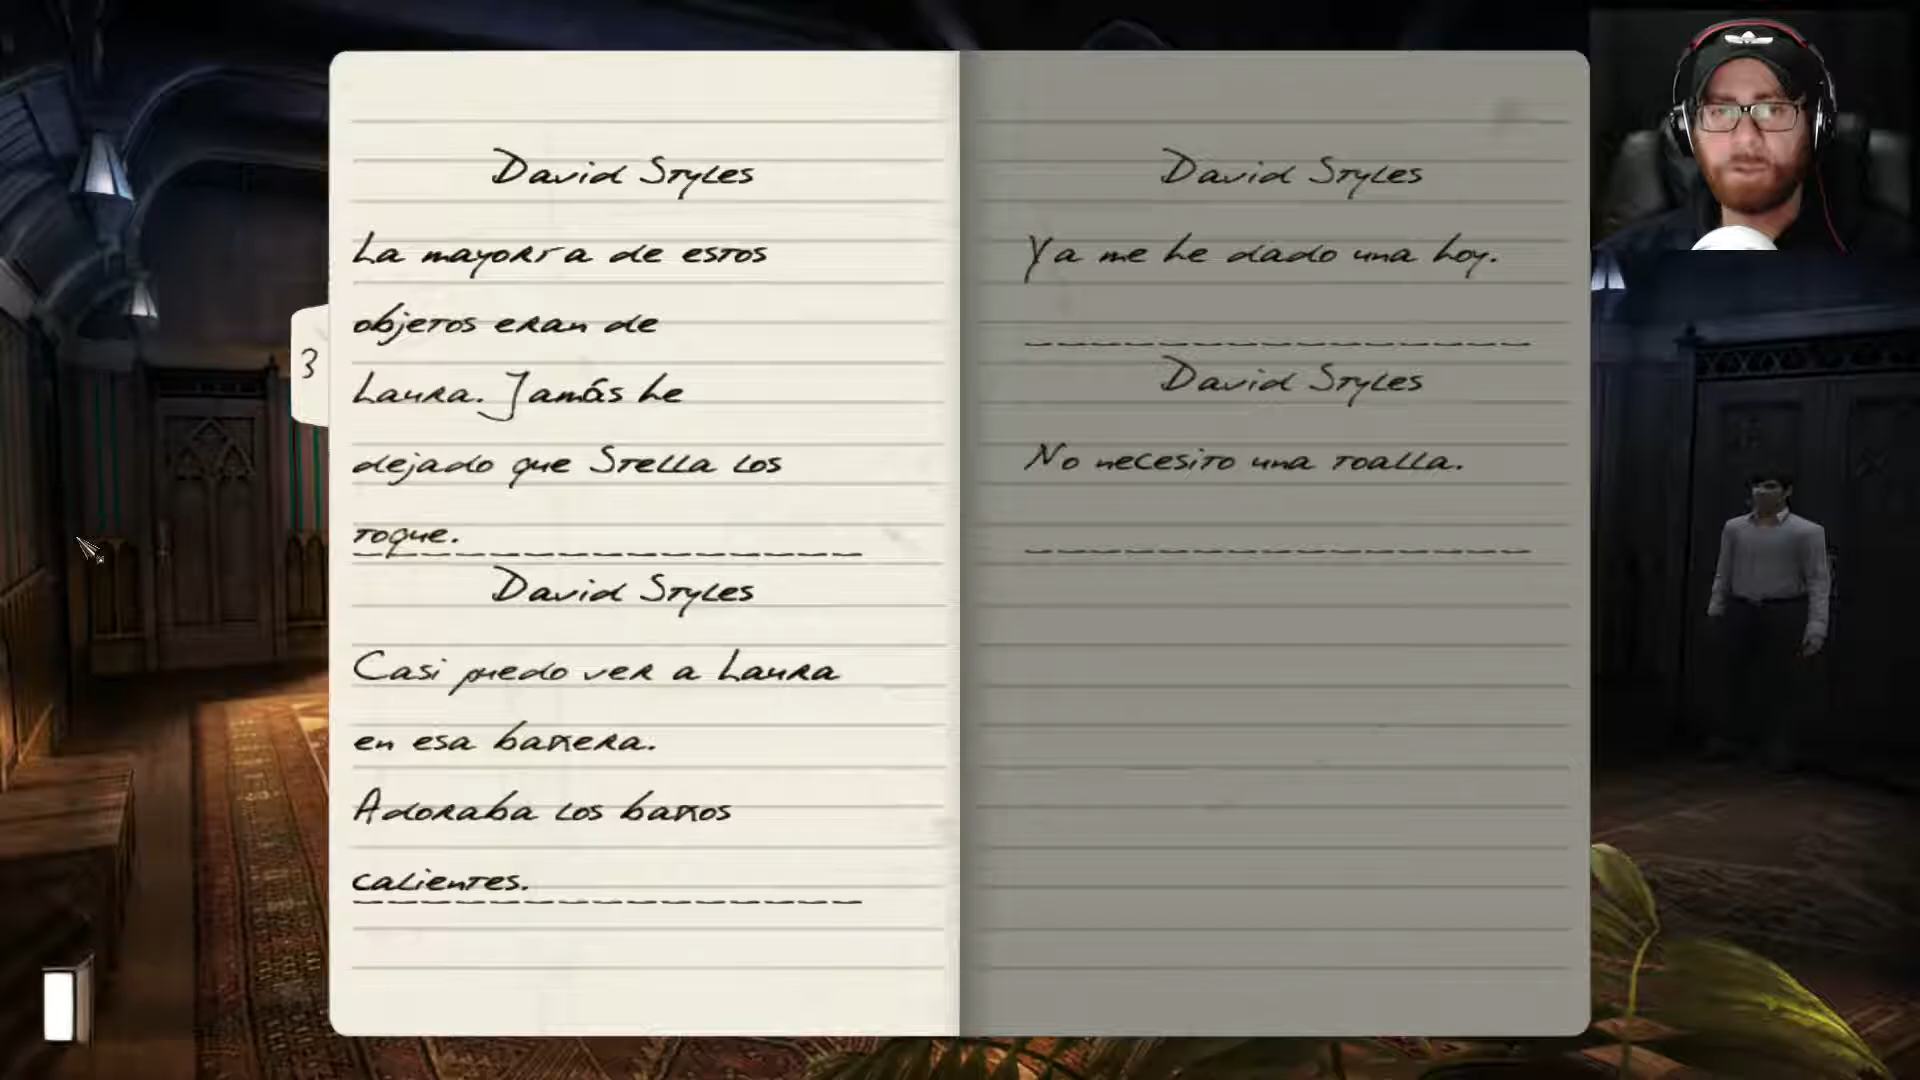 3
David Styles
La mayoría de estos
objetos eran de
Laura. Jamás he
dejado que Stella los
toque.
David Styles
Casi puedo ver a Laura
en esa bañera.
Adoraba los baños
calientes.
David Styles
Ya me he dado una hoy.
David Styles
No necesito una toalla.